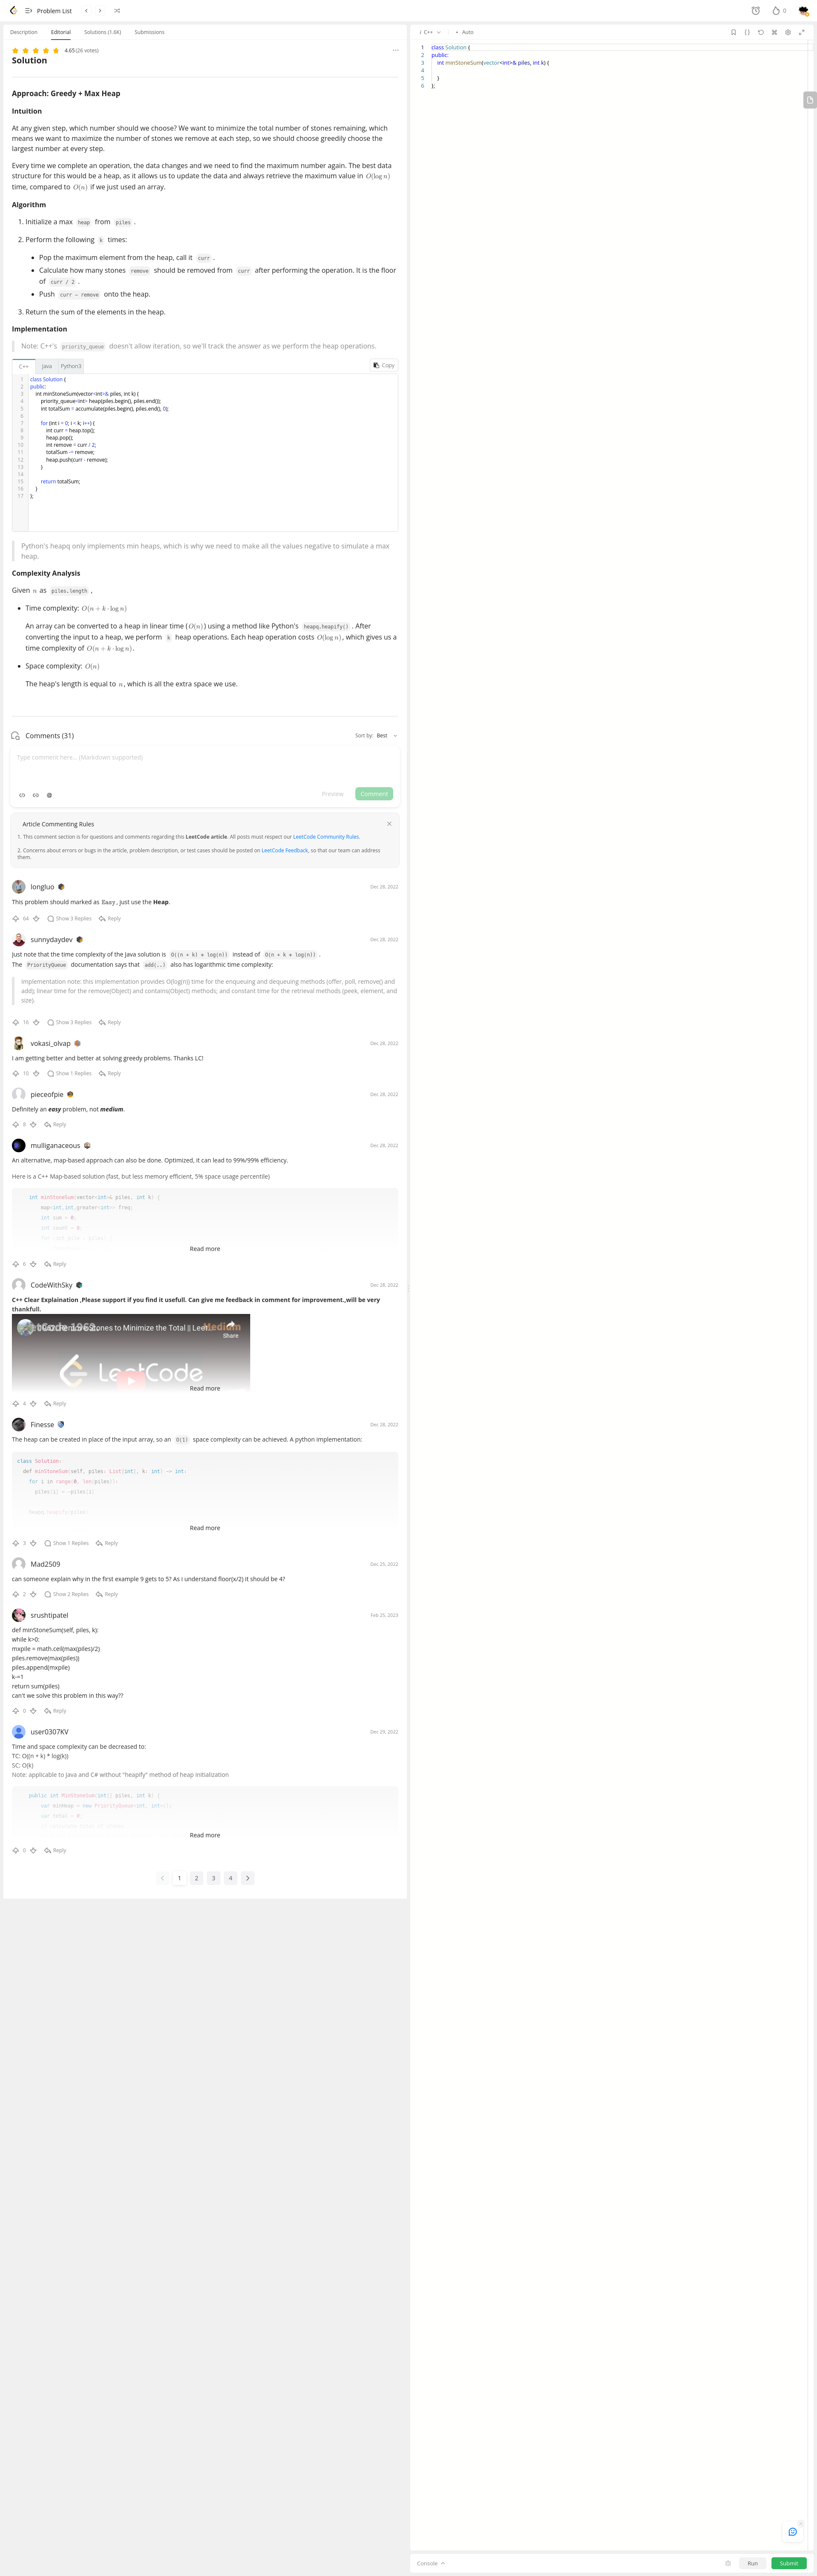 Problem List
0
Description
Editorial
Solutions (1.6K)
Submissions
4.65 (26 votes)
Solution
Approach: Greedy + Max Heap
Intuition
At any given step, which number should we choose? We want to minimize the total number of stones remaining, which
means we want to maximize the number of stones we remove at each step, so we should choose greedily choose the
largest number at every step.
Every time we complete an operation, the data changes and we need to find the maximum number again. The best data
structure for this would be a heap, as it allows us to update the data and always retrieve the maximum value in O(log n)
time, compared to O(n) if we just used an array.
Algorithm
1. Initialize a max heap from piles .
2. Perform the following k times:
Pop the maximum element from the heap, call it curr .
Calculate how many stones remove should be removed from curr after performing the operation. It is the floor
of curr / 2 .
Push curr - remove onto the heap.
3. Return the sum of the elements in the heap.
Implementation
Note: C++'s priority_queue doesn't allow iteration, so we'll track the answer as we perform the heap operations.
C++
Java
Python3
Copy
1 class Solution {
2 public:
3 int minStoneSum(vector<int>& piles, int k) {
4 priority_queue<int> heap(piles.begin(), piles.end());
5 int totalSum = accumulate(piles.begin(), piles.end(), 0);
6
7 for (int i = 0; i < k; i++) {
8 int curr = heap.top();
9 heap.pop();
10 int remove = curr / 2;
11 totalSum -= remove;
12 heap.push(curr - remove);
13 }
14
15 return totalSum;
16 }
17 };
Python's heapq only implements min heaps, which is why we need to make all the values negative to simulate a max
heap.
Complexity Analysis
Given n as piles.length ,
Time complexity: O(n + k · log n)
An array can be converted to a heap in linear time (O(n)) using a method like Python's heapq.heapify() . After
converting the input to a heap, we perform k heap operations. Each heap operation costs O(log n), which gives us a
time complexity of O(n + k · log n).
Space complexity: O(n)
The heap's length is equal to n, which is all the extra space we use.
Comments (31)
Sort by: Best
Type comment here... (Markdown supported)
@
Preview
Comment
Article Commenting Rules
1. This comment section is for questions and comments regarding this LeetCode article. All posts must respect our LeetCode Community Rules.
2. Concerns about errors or bugs in the article, problem description, or test cases should be posted on LeetCode Feedback, so that our team can address
them.
longluo
Dec 28, 2022
This problem should marked as Easy, just use the Heap.
64
Show 3 Replies
Reply
sunnydaydev
Dec 28, 2022
Just note that the time complexity of the Java solution is O((n + k) * log(n)) instead of O(n + k * log(n)) .
The PriorityQueue documentation says that add(..) also has logarithmic time complexity:
Implementation note: this implementation provides O(log(n)) time for the enqueuing and dequeuing methods (offer, poll, remove() and
add); linear time for the remove(Object) and contains(Object) methods; and constant time for the retrieval methods (peek, element, and
size).
16
Show 3 Replies
Reply
vokasi_olvap
Dec 28, 2022
I am getting better and better at solving greedy problems. Thanks LC!
10
Show 1 Replies
Reply
pieceofpie
Dec 28, 2022
Definitely an easy problem, not medium.
8
Reply
mulliganaceous
Dec 28, 2022
An alternative, map-based approach can also be done. Optimized, it can lead to 99%/99% efficiency.
Here is a C++ Map-based solution (fast, but less memory efficient, 5% space usage percentile)
int minStoneSum(vector<int>& piles, int k) {
map<int,int,greater<int>> freq;
int sum = 0;
int count = 0;
Read more
6
Reply
CodeWithSky
Dec 28, 2022
C++ Clear Explaination ,Please support if you find it usefull. Can give me feedback in comment for improvement.,will be very
thankfull.
Share
LeetCode
Read more
4
Reply
Finesse
Dec 28, 2022
The heap can be created in place of the input array, so an O(1) space complexity can be achieved. A python implementation:
class Solution:
def minStoneSum(self, piles: List[int], k: int) -> int:
for i in range(0, len(piles)):
piles[i] = -piles[i]
heapq.heapify(piles)
Read more
3
Show 1 Replies
Reply
Mad2509
Dec 25, 2022
can someone explain why in the first example 9 gets to 5? As i understand floor(x/2) it should be 4?
2
Show 2 Replies
Reply
srushtipatel
Feb 25, 2023
def minStoneSum(self, piles, k):
while k>0:
mxpile = math.ceil(max(piles)/2)
piles.remove(max(piles))
piles.append(mxpile)
k-=1
return sum(piles)
can't we solve this problem in this way??
0
Reply
user0307KV
Dec 29, 2022
Time and space complexity can be decreased to:
TC: O((n + k) * log(k))
SC: O(k)
Note: applicable to Java and C# without "heapify" method of heap initialization
public int MinStoneSum(int[] piles, int k) {
var minHeap = new PriorityQueue<int, int>();
var total = 0;
Read more
0
Reply
1
2
3
4
C++
Auto
1 class Solution {
2 public:
3 int minStoneSum(vector<int>& piles, int k) {
4
5 }
6 };
Console
Run
Submit